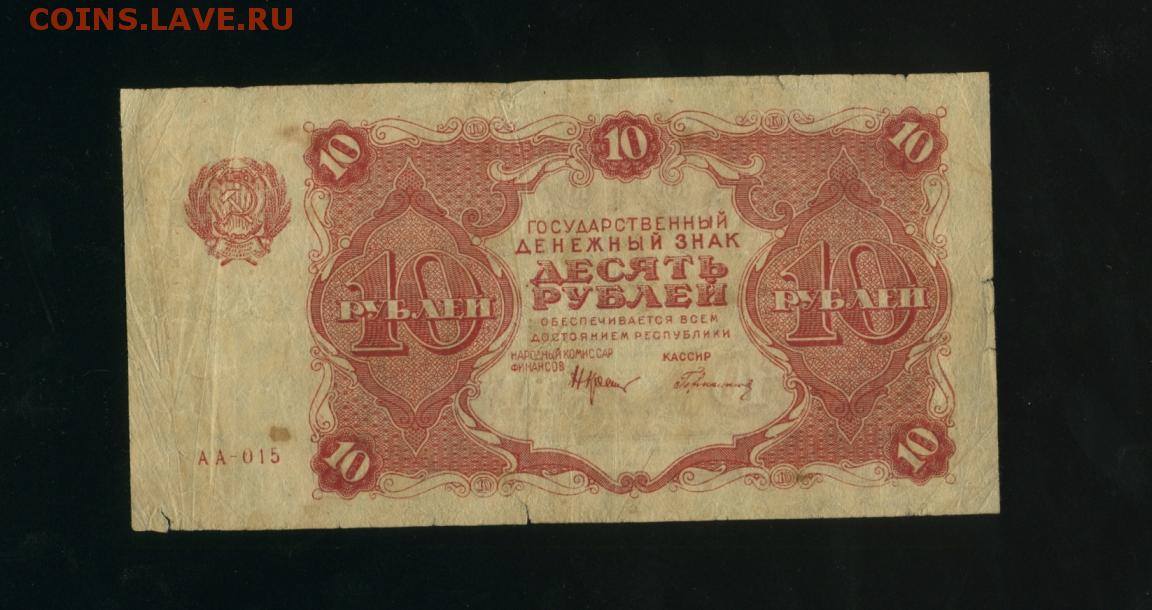 COINS.LAVE.RU
10 10 10
ГОСУДАРСТВЕННЫЙ
ДЕНЕЖНЫЙ ЗНАК
ДЕСЯТЬ
РУБЛЕЙ
10 РУБЛЕЙ
10 РУБЛЕЙ
ОБЕСПЕЧИВАЕТСЯ ВСЕМ
ДОСТОЯНИЕМ РЕСПУБЛИКИ
НАРОДНЫЙ КОМИССАР
ФИНАНСОВ
КАССИР
АА-015
10 10